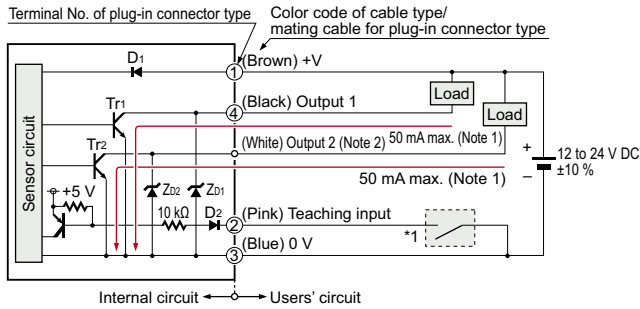 Terminal No. of plug-in connector type
Color code of cable type/
mating cable for plug-in connector type
Sensor circuit
D1
1
(Brown) +V
Tr1
4
(Black) Output 1
Load
Load
Tr2
(White) Output 2 (Note 2)
50 mA max. (Note 1)
+
12 to 24 V DC
±10 %
–
50 mA max. (Note 1)
+5 V
ZD2
ZD1
10 kΩ
D2
2
(Pink) Teaching input
*1
3
(Blue) 0 V
Internal circuit
Users' circuit